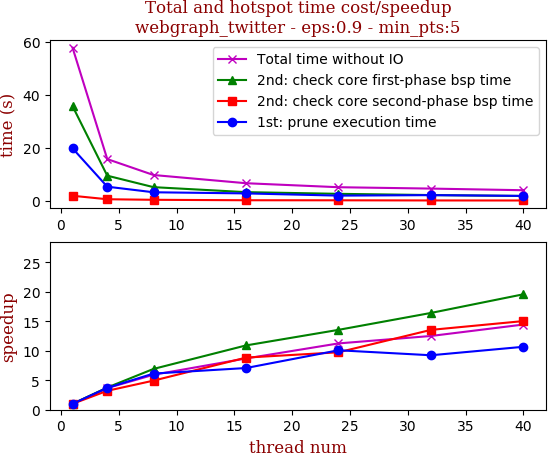 Total and hotspot time cost/speedup
webgraph_twitter - eps:0.9 - min_pts:5
time (s)
60
40
20
0
Total time without IO
2nd: check core first-phase bsp time
2nd: check core second-phase bsp time
1st: prune execution time
0 5 10 15 20 25 30 35 40
speedup
25
20
15
10
5
0
0 5 10 15 20 25 30 35 40
thread num